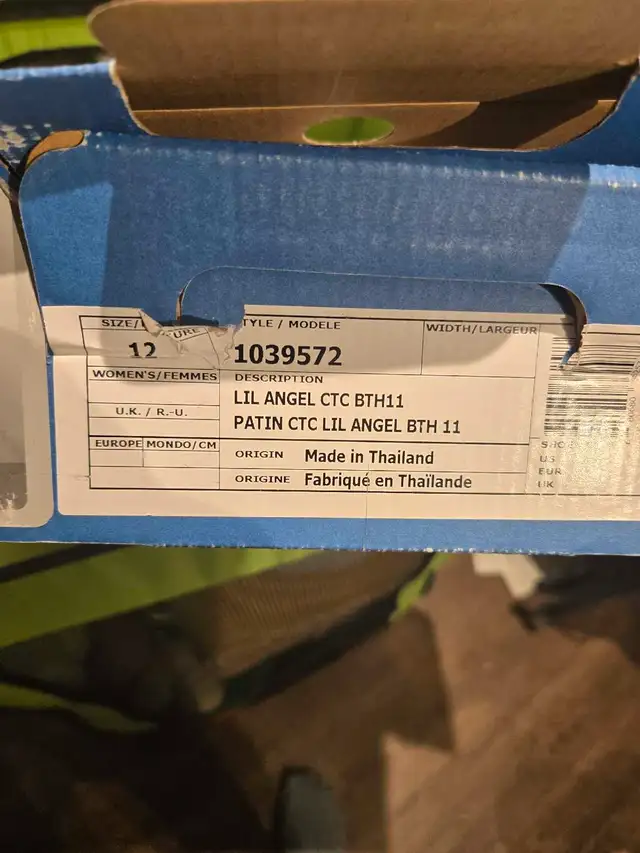 SIZE/
TYLE / MODELE
WIDTH/LARGEUR
12
1039572
WOMEN'S/FEMMES
DESCRIPTION
LIL ANGEL CTC BTH11
U.K. / R.-U.
PATIN CTC LIL ANGEL BTH 11
EUROPE
MONDO/CM
ORIGIN
Made in Thailand
ORIGINE
Fabriqué en Thaïlande
US
EUR
UK